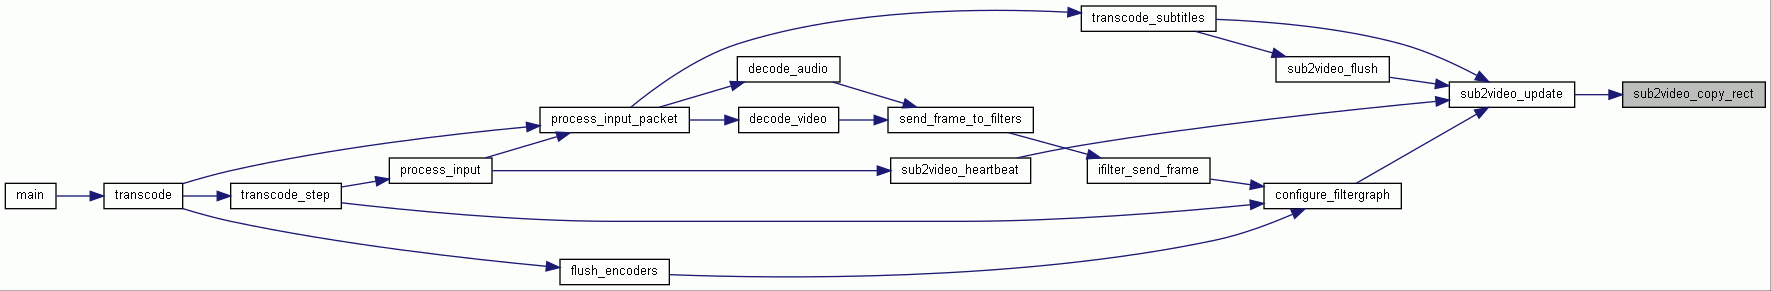 transcode_subtitles
decode_audio
sub2video_flush
sub2video_update
sub2video_copy_rect
process_input_packet
decode_video
send_frame_to_filters
process_input
sub2video_heartbeat
ifilter_send_frame
main
transcode
transcode_step
configure_filtergraph
flush_encoders